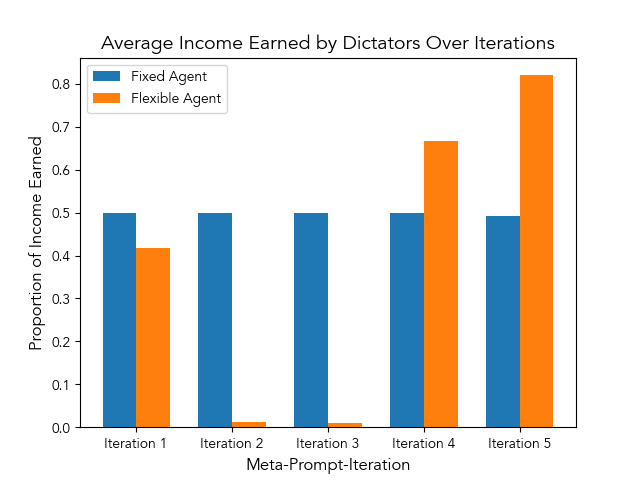 Average Income Earned by Dictators Over Iterations
Fixed Agent
Flexible Agent
Proportion of Income Earned
0.8
0.7
0.6
0.5
0.4
0.3
0.2
0.1
0.0
Iteration 1 Iteration 2 Iteration 3 Iteration 4 Iteration 5
Meta-Prompt-Iteration